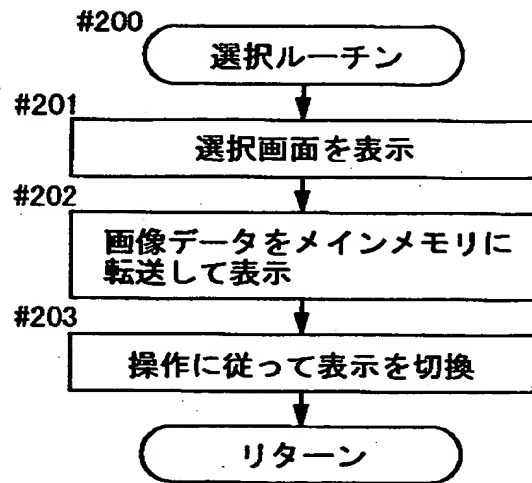 #200
選択ルーチン
#201
選択画面を表示
#202
画像データをメインメモリに
転送して表示
#203
操作に従って表示を切換
リターン